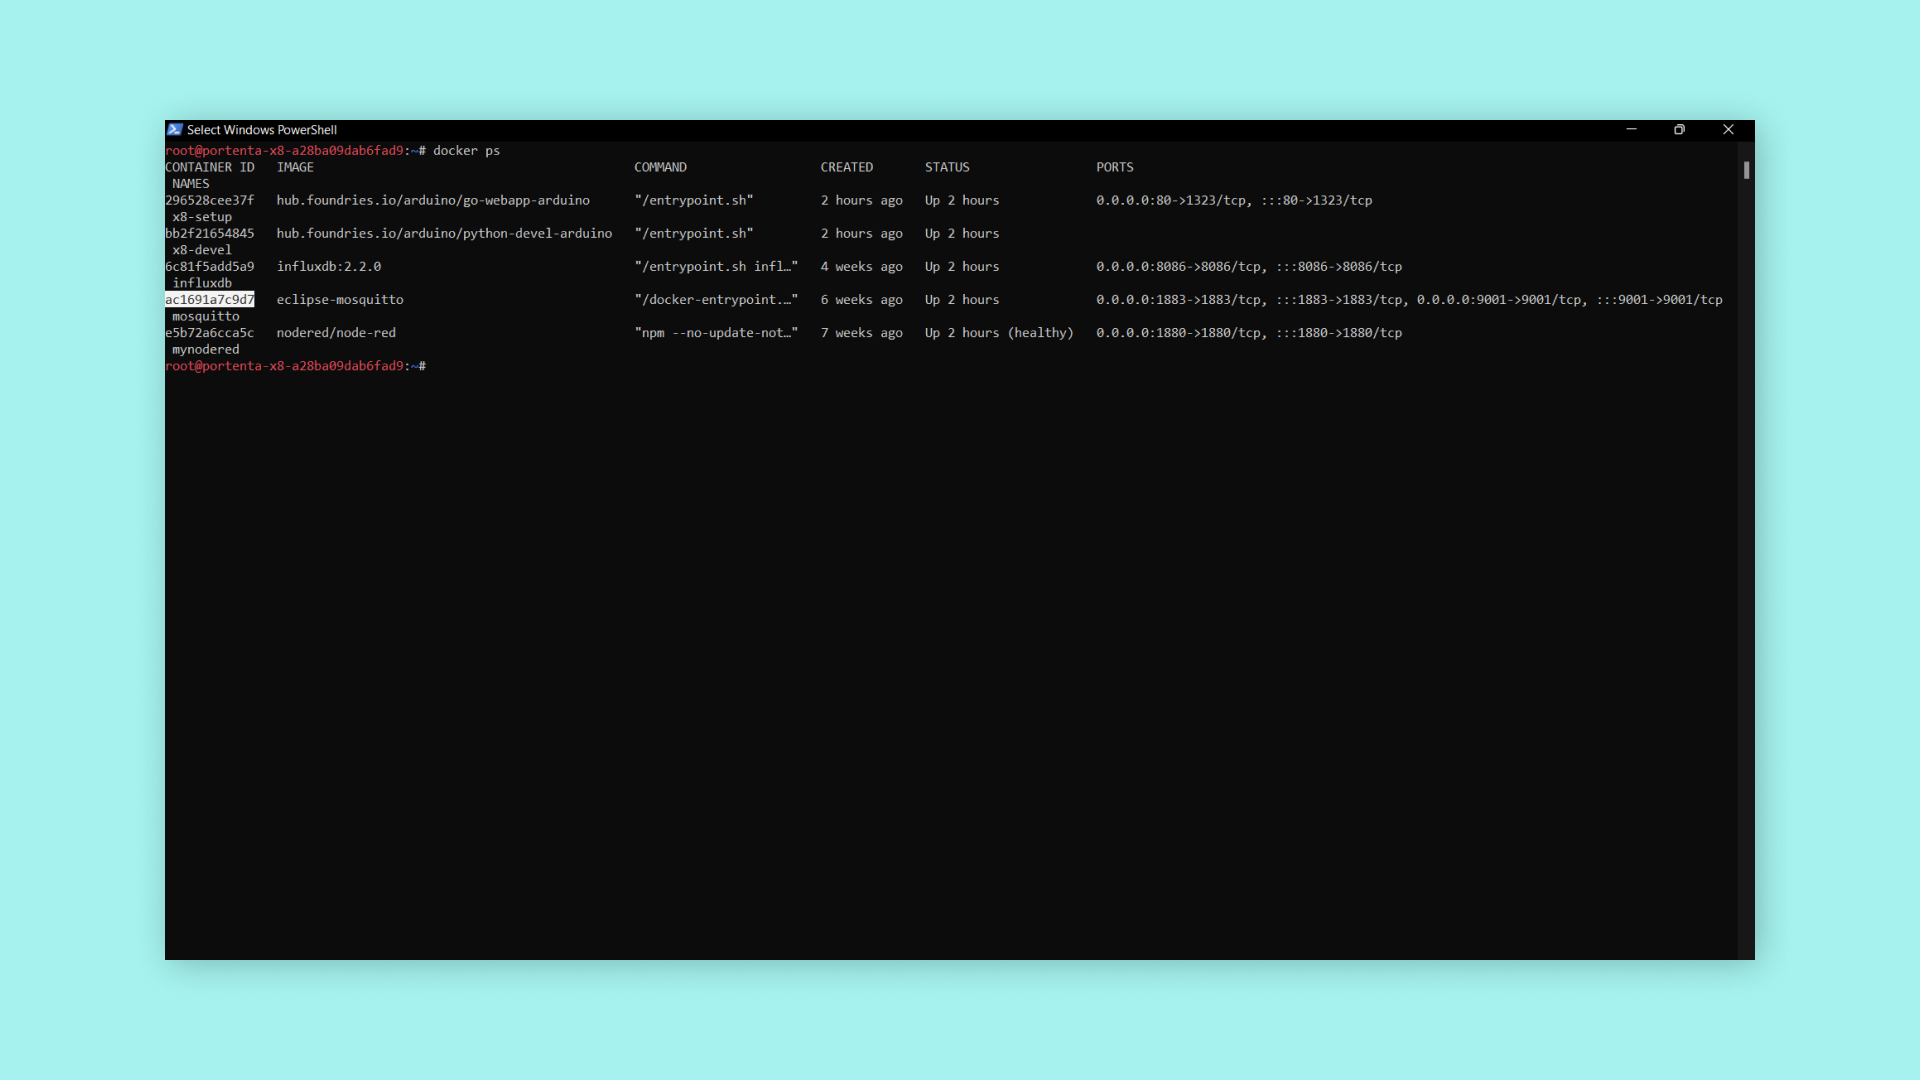 Select Windows PowerShell
root@portenta-x8-a28ba09dab6fad9:~# docker ps
CONTAINER ID   IMAGE                                           COMMAND                  CREATED       STATUS                 PORTS
 NAMES
296528cee37f   hub.foundries.io/arduino/go-webapp-arduino      "/entrypoint.sh"         2 hours ago   Up 2 hours             0.0.0.0:80->1323/tcp, :::80->1323/tcp
 x8-setup
bb2f21654845   hub.foundries.io/arduino/python-devel-arduino   "/entrypoint.sh"         2 hours ago   Up 2 hours
 x8-devel
6c81f5add5a9   influxdb:2.2.0                                  "/entrypoint.sh infl…"   4 weeks ago   Up 2 hours             0.0.0.0:8086->8086/tcp, :::8086->8086/tcp
 influxdb
ac1691a7c9d7   eclipse-mosquitto                               "/docker-entrypoint.…"   6 weeks ago   Up 2 hours             0.0.0.0:1883->1883/tcp, :::1883->1883/tcp, 0.0.0.0:9001->9001/tcp, :::9001->9001/tcp
 mosquitto
e5b72a6cca5c   nodered/node-red                                "npm --no-update-not…"   7 weeks ago   Up 2 hours (healthy)   0.0.0.0:1880->1880/tcp, :::1880->1880/tcp
 mynodered
root@portenta-x8-a28ba09dab6fad9:~#